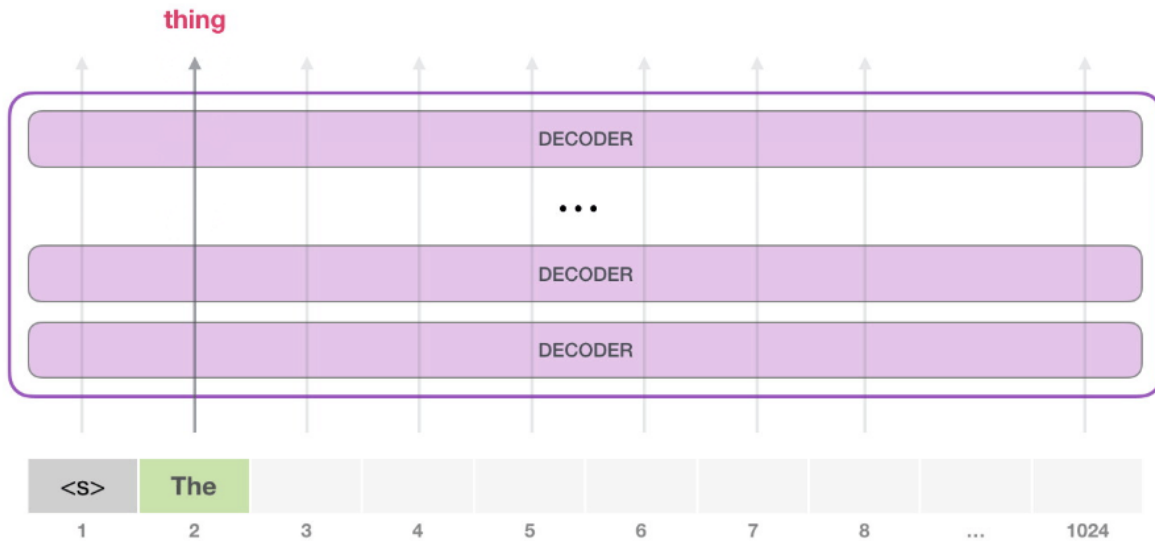 thing
DECODER
...
DECODER
DECODER
<s> The
1 2 3 4 5 6 7 8 ... 1024